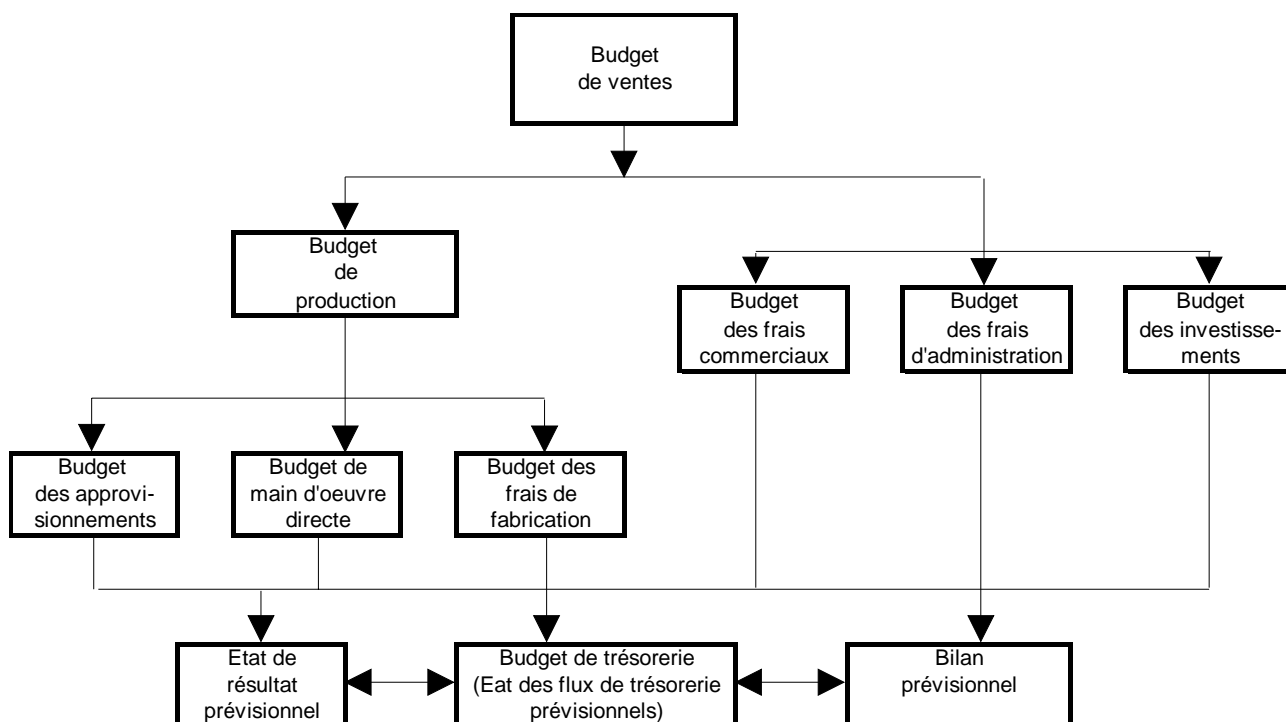 Budget
de ventes
Budget
de
production
Budget
des frais
commerciaux
Budget
des frais
d'administration
Budget
des investisse-
ments
Budget
des approvi-
sionnements
Budget de
main d'oeuvre
directe
Budget des
frais de
fabrication
Etat de
résultat
prévisionnel
Budget de trésorerie
(Eat des flux de trésorerie
prévisionnels)
Bilan
prévisionnel